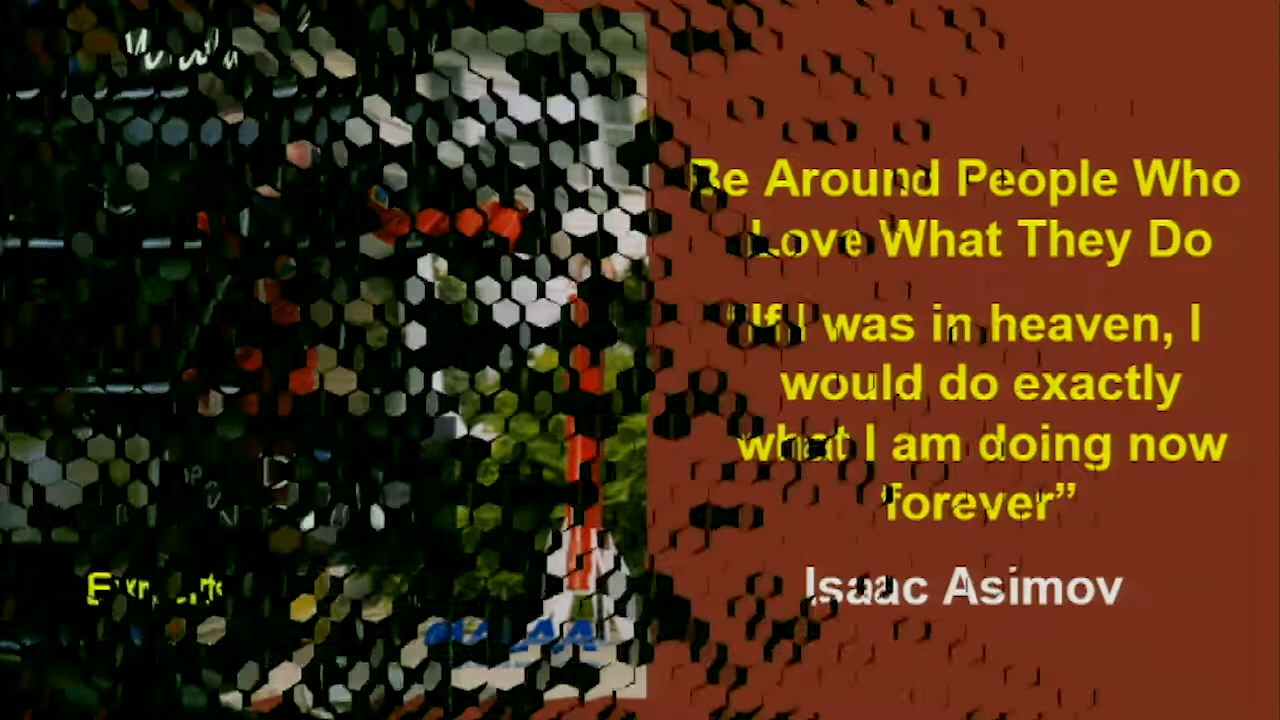 Be Around People Who
Love What They Do
“If I was in heaven, I
would do exactly
what I am doing now
forever”
Isaac Asimov